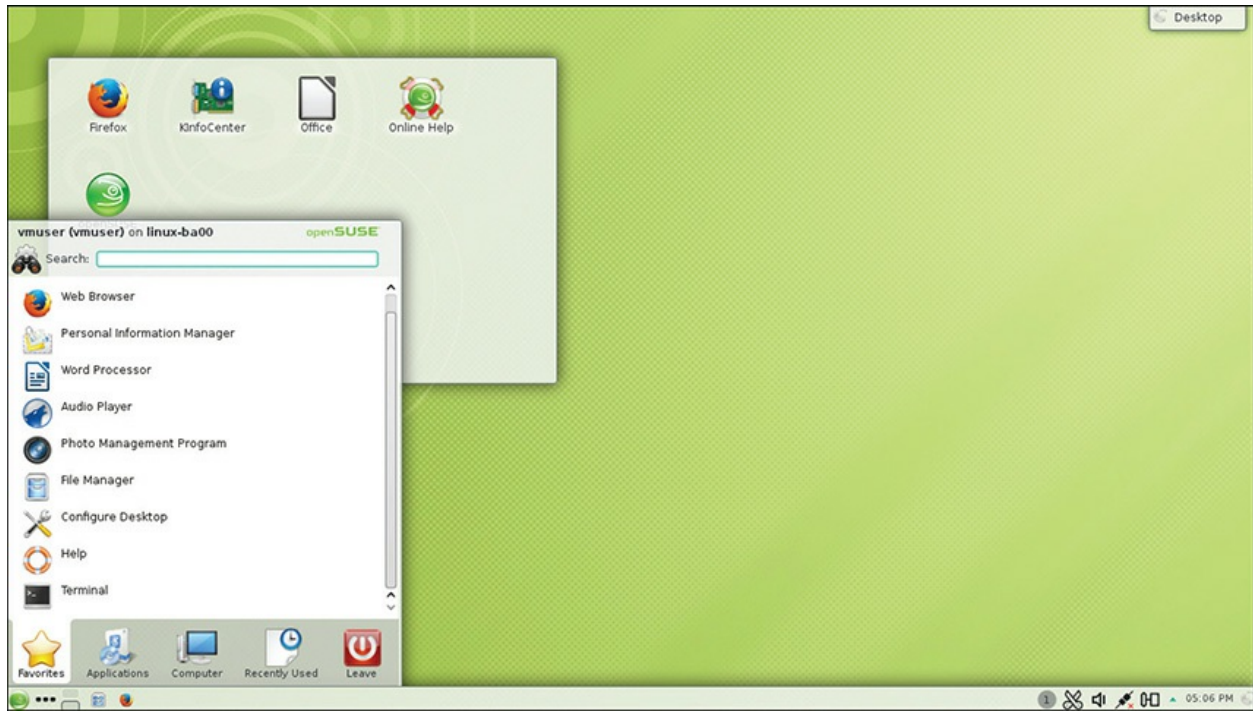 Desktop
Firefox
KInfoCenter
Office
Online Help
vmuser (vmuser) on linux-ba00
openSUSE
Search:
Web Browser
Personal Information Manager
Word Processor
Audio Player
Photo Management Program
File Manager
Configure Desktop
Help
Terminal
Favorites
Applications
Computer
Recently Used
Leave
1
05:06 PM